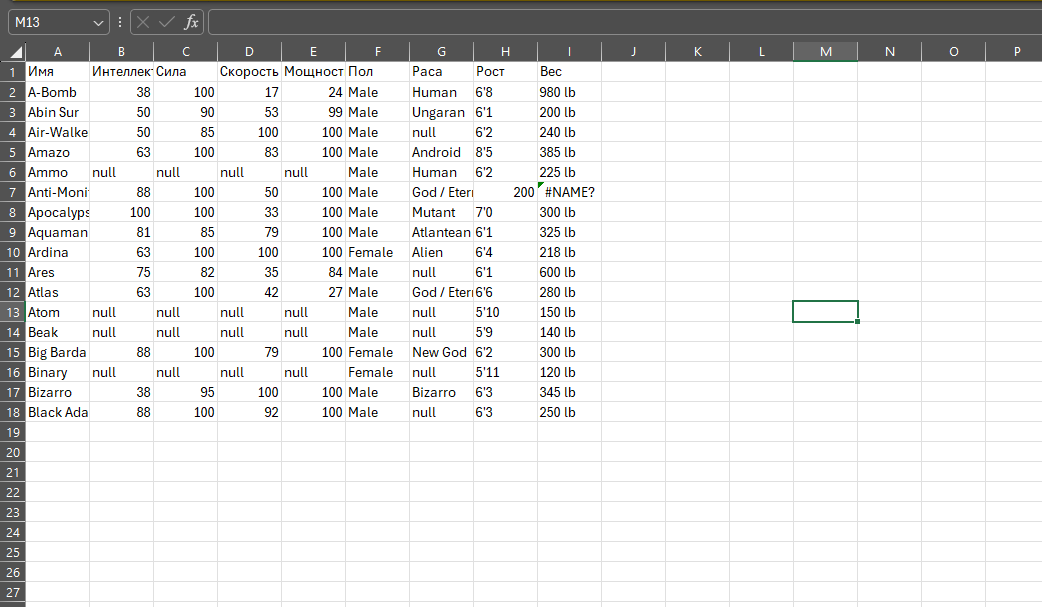 M13 fx
A B C D E F G H I J K L M N O P
1 Имя Интеллект Сила Скорость Мощност Пол Раса Рост Вес
2 A-Bomb 38 100 17 24 Male Human 6'8 980 lb
3 Abin Sur 50 90 53 99 Male Ungaran 6'1 200 lb
4 Air-Walke 50 85 100 100 Male null 6'2 240 lb
5 Amazo 63 100 83 100 Male Android 8'5 385 lb
6 Ammo null null null null Male Human 6'2 225 lb
7 Anti-Monit 88 100 50 100 Male God / Eterr 200 #NAME?
8 Apocalyps 100 100 33 100 Male Mutant 7'0 300 lb
9 Aquaman 81 85 79 100 Male Atlantean 6'1 325 lb
10 Ardina 63 100 100 100 Female Alien 6'4 218 lb
11 Ares 75 82 35 84 Male null 6'1 600 lb
12 Atlas 63 100 42 27 Male God / Eterr 6'6 280 lb
13 Atom null null null null Male null 5'10 150 lb
14 Beak null null null null Male null 5'9 140 lb
15 Big Barda 88 100 79 100 Female New God 6'2 300 lb
16 Binary null null null null Female null 5'11 120 lb
17 Bizarro 38 95 100 100 Male Bizarro 6'3 345 lb
18 Black Ada 88 100 92 100 Male null 6'3 250 lb
19
20
21
22
23
24
25
26
27